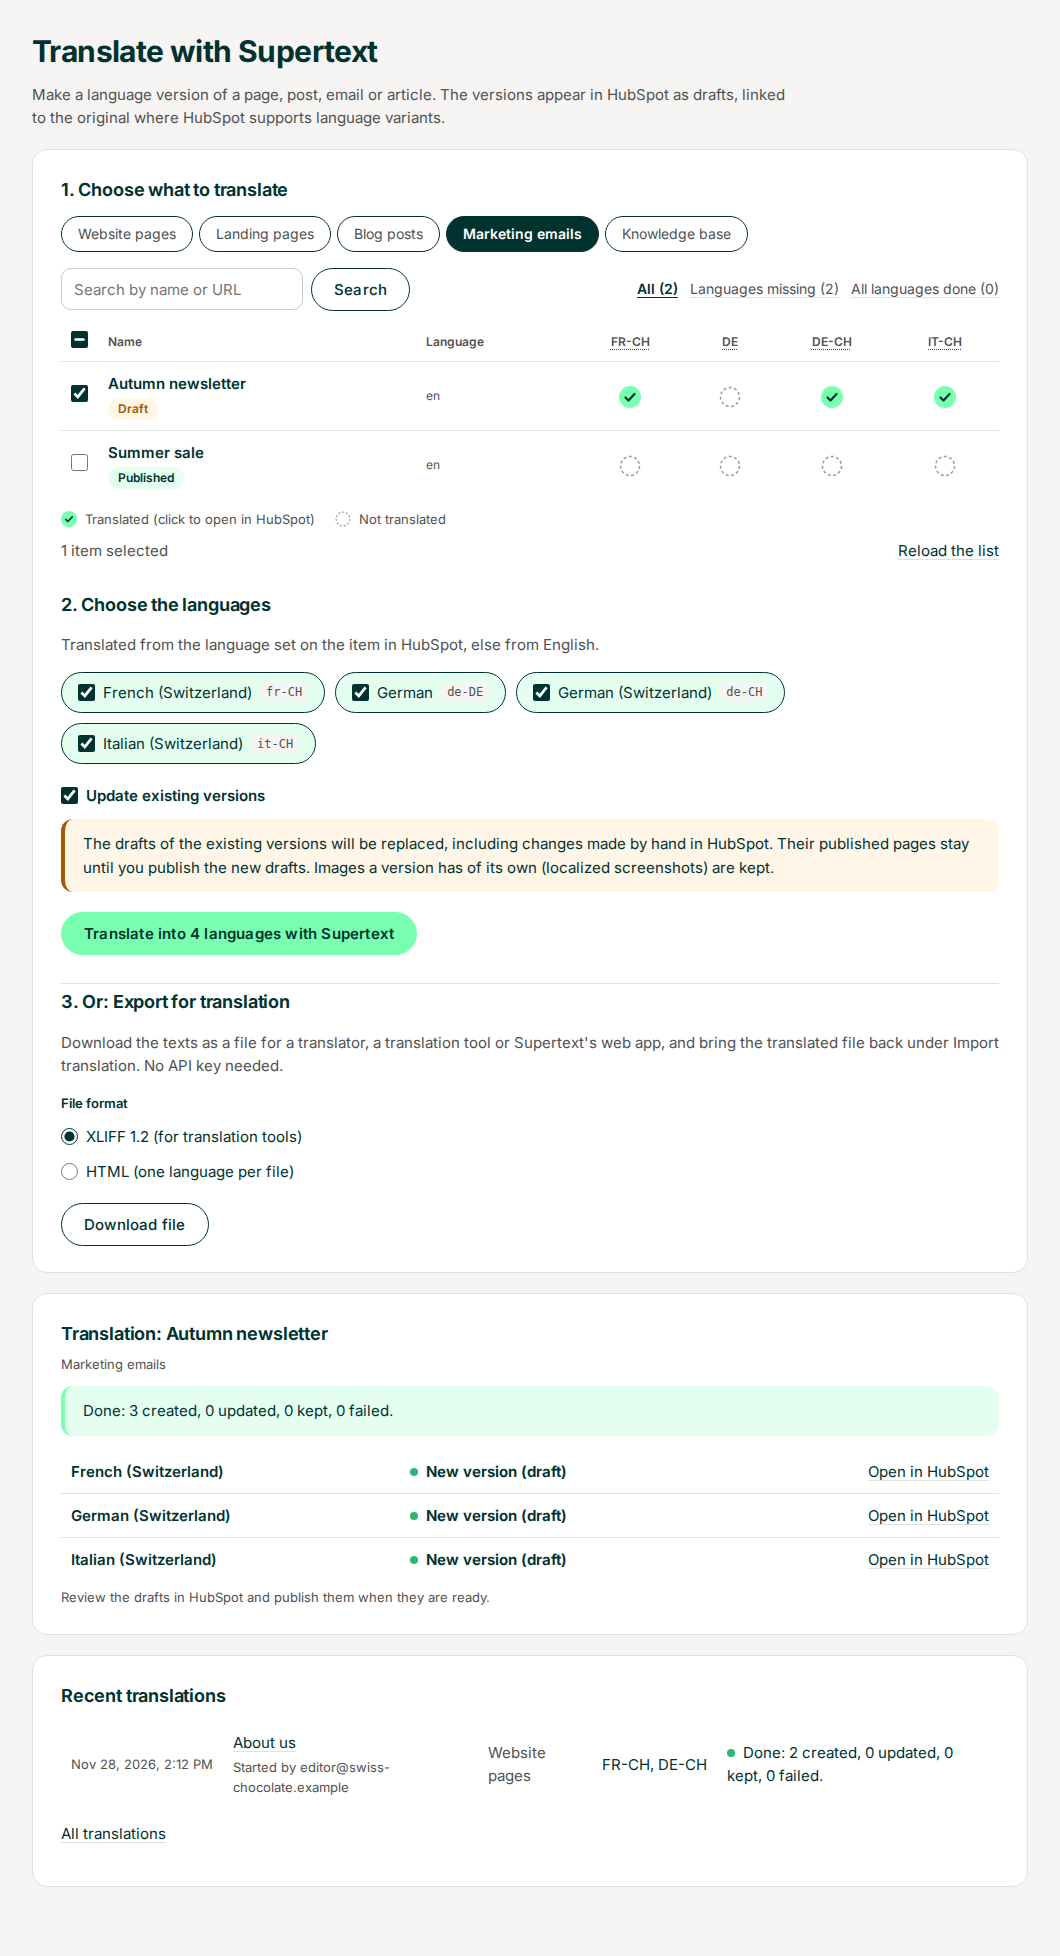 Translate with Supertext
Make a language version of a page, post, email or article. The versions appear in HubSpot as drafts, linked
to the original where HubSpot supports language variants.
1. Choose what to translate
Website pages
Landing pages
Blog posts
Marketing emails
Knowledge base
Search by name or URL
Search
All (2)
Languages missing (2)
All languages done (0)
Name Language FR-CH DE DE-CH IT-CH
Autumn newsletter
Draft
en
Summer sale
Published
en
Translated (click to open in HubSpot)
Not translated
1 item selected
Reload the list
2. Choose the languages
Translated from the language set on the item in HubSpot, else from English.
French (Switzerland) fr-CH
German de-DE
German (Switzerland) de-CH
Italian (Switzerland) it-CH
Update existing versions
The drafts of the existing versions will be replaced, including changes made by hand in HubSpot. Their published pages stay
until you publish the new drafts. Images a version has of its own (localized screenshots) are kept.
Translate into 4 languages with Supertext
3. Or: Export for translation
Download the texts as a file for a translator, a translation tool or Supertext's web app, and bring the translated file back under Import
translation. No API key needed.
File format
XLIFF 1.2 (for translation tools)
HTML (one language per file)
Download file
Translation: Autumn newsletter
Marketing emails
Done: 3 created, 0 updated, 0 kept, 0 failed.
French (Switzerland) New version (draft) Open in HubSpot
German (Switzerland) New version (draft) Open in HubSpot
Italian (Switzerland) New version (draft) Open in HubSpot
Review the drafts in HubSpot and publish them when they are ready.
Recent translations
Nov 28, 2026, 2:12 PM
About us
Started by editor@swiss-
chocolate.example
Website
pages
FR-CH, DE-CH
Done: 2 created, 0 updated, 0
kept, 0 failed.
All translations